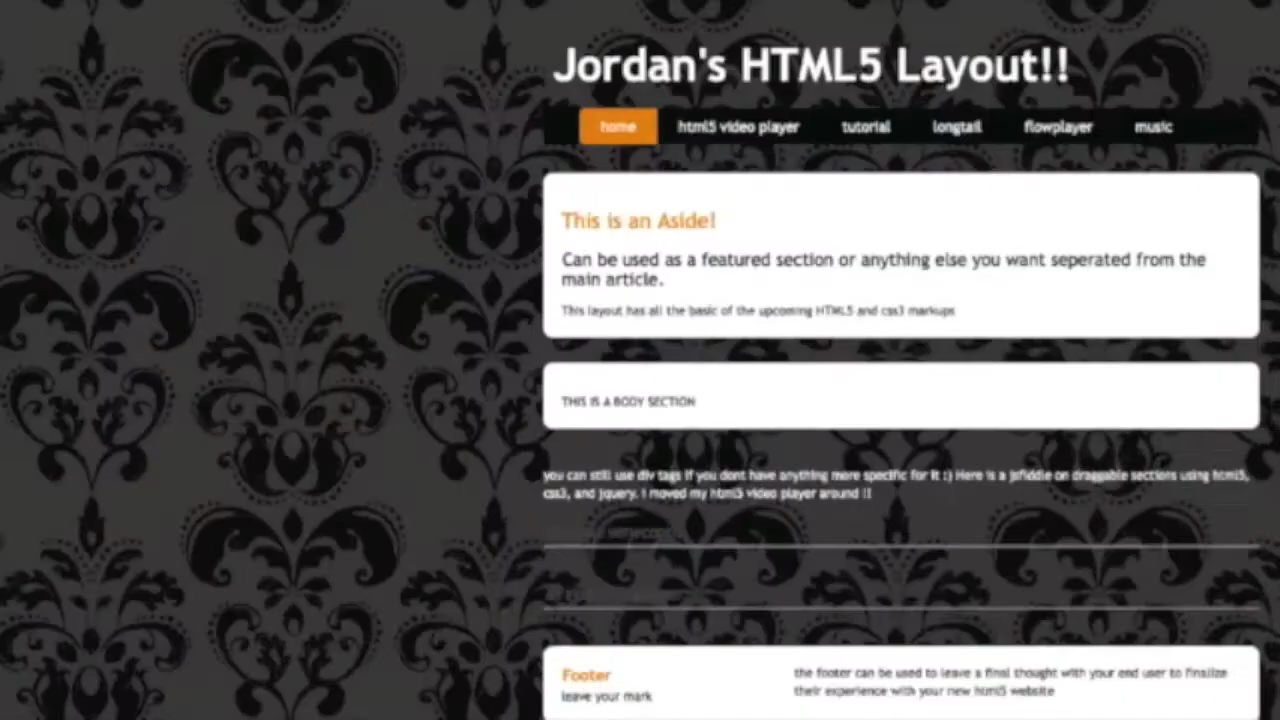 Jordan's HTML5 Layout!!
home html5 video player tutorial longtail flowplayer music
This is an Aside!
Can be used as a featured section or anything else you want seperated from the
main article.
This layout has all the basic of the upcoming HTML5 and css3 markups
THIS IS A BODY SECTION
you can still use div tags if you dont have anything more specific for it :) Here is a jsfiddle on draggable sections using html5,
css3, and jquery. I moved my html5 video player around !!
Footer
leave your mark
the footer can be used to leave a final thought with your end user to finalize
their experience with your new html5 website